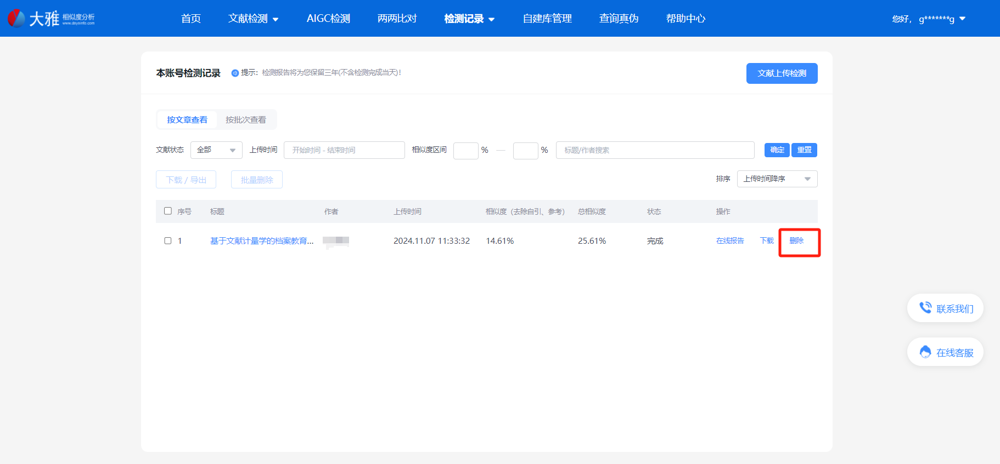 大雅 相似度分析
www.dayainfo.com
首页 文献检测 AIGC检测 两两比对 检测记录 自建库管理 查询真伪 帮助中心 您好， g*******g
本账号检测记录 提示： 检测报告将为您保留三年(不含检测完成当天)！ 文献上传检测
按文章查看 按批次查看
文献状态 全部 上传时间 开始时间 - 结束时间 相似度区间 % — % 标题/作者搜索 确定 重置
下载 / 导出 批量删除 排序 上传时间降序
序号 标题 作者 上传时间 相似度（去除自引、参考） 总相似度 状态 操作
1 基于文献计量学的档案教育... 2024.11.07 11:33:32 14.61% 25.61% 完成 在线报告 下载 删除
联系我们
在线客服